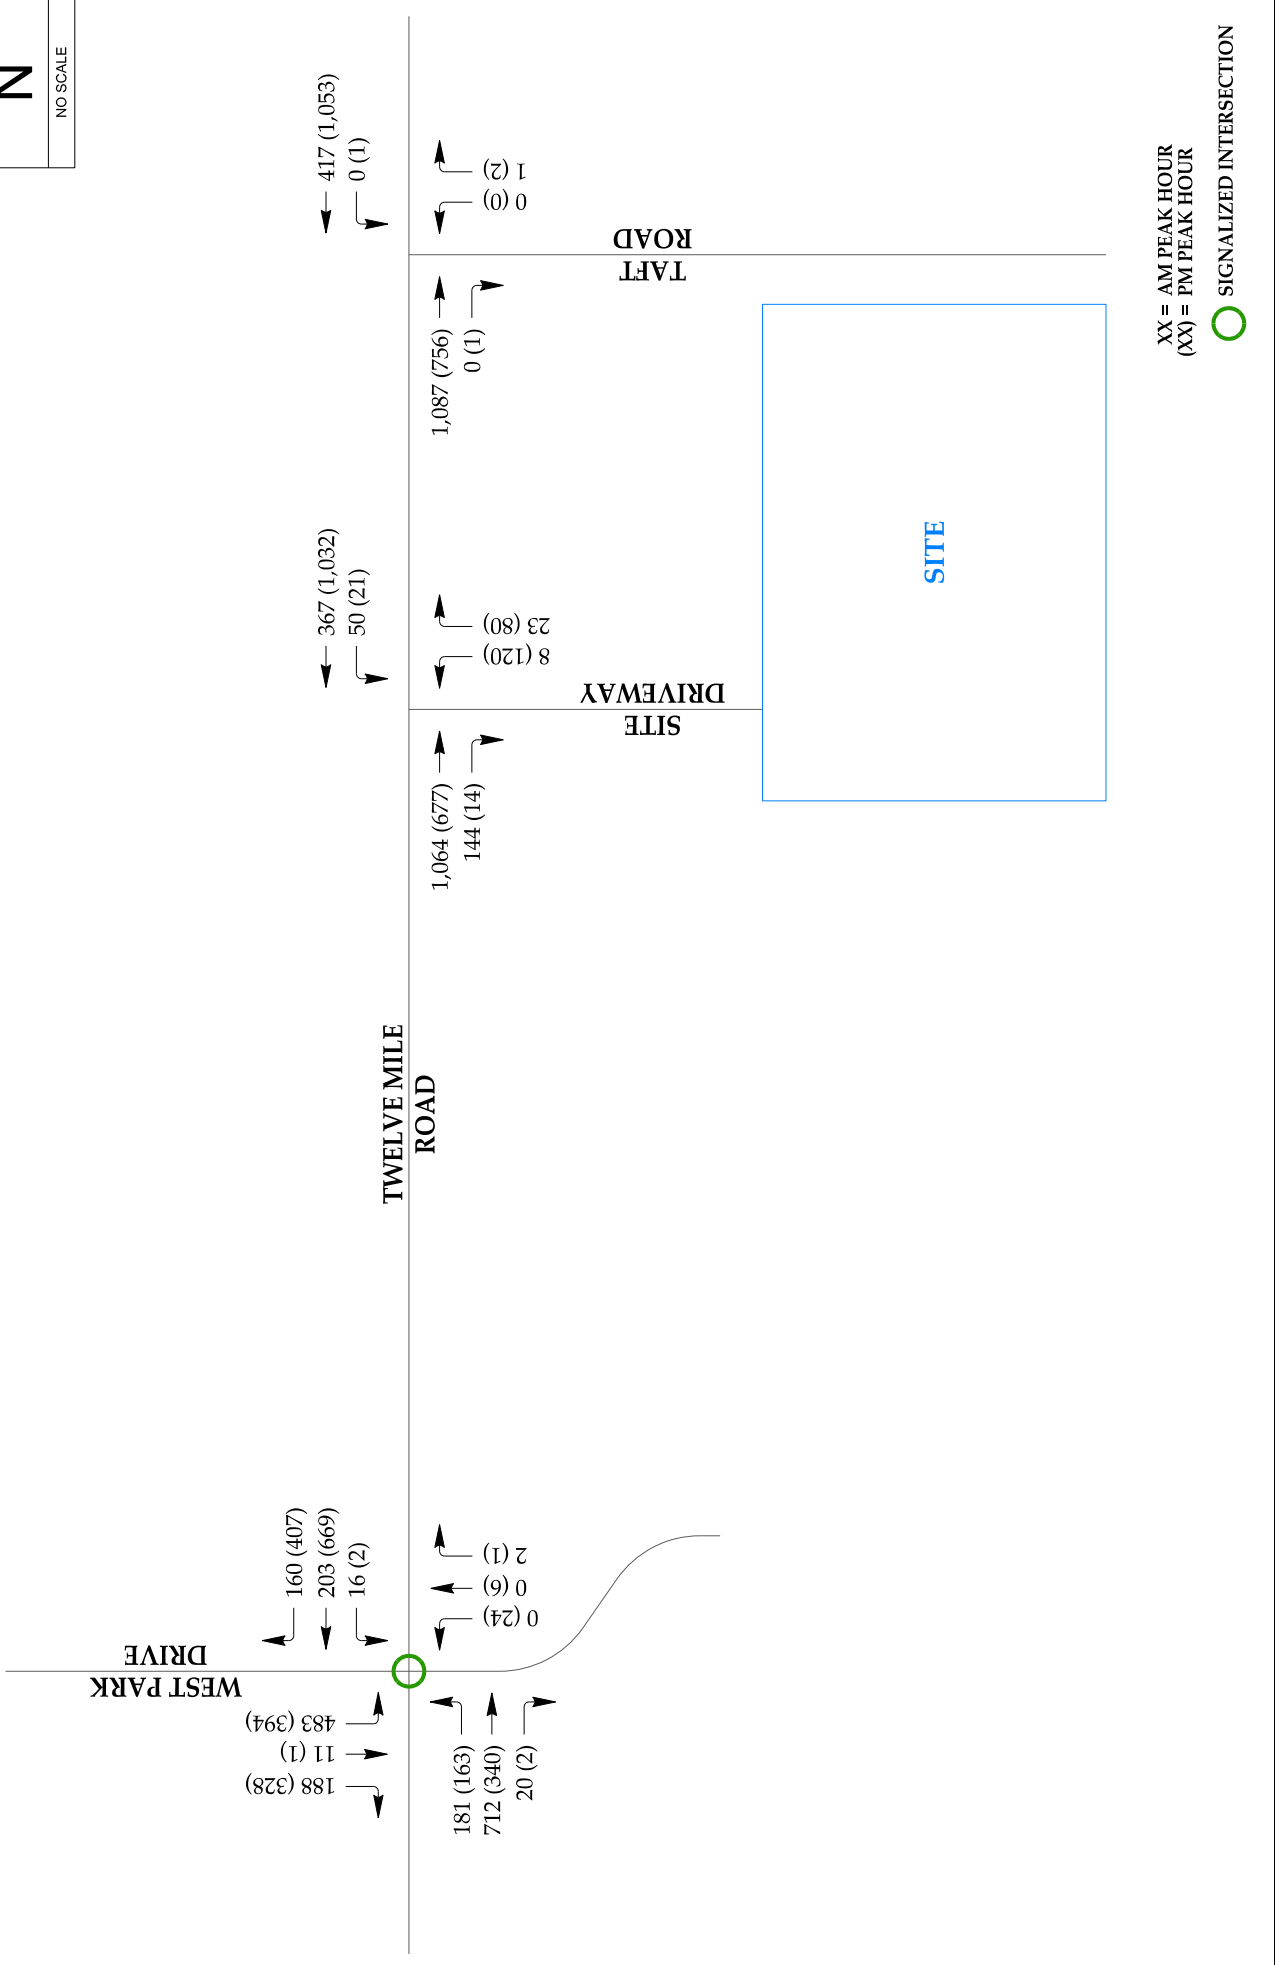 N
NO SCALE
WEST PARK
DRIVE
160 (407)
203 (669)
16 (2)
188 (328)
11 (1)
483 (394)
181 (163)
712 (340)
20 (2)
0 (24)
0 (6)
2 (1)
TWELVE MILE
ROAD
367 (1,032)
50 (21)
1,064 (677)
144 (14)
8 (120)
23 (80)
SITE
DRIVEWAY
417 (1,053)
0 (1)
1,087 (756)
0 (1)
0 (0)
1 (2)
TAFT
ROAD
SITE
XX = AM PEAK HOUR
(XX) = PM PEAK HOUR
SIGNALIZED INTERSECTION